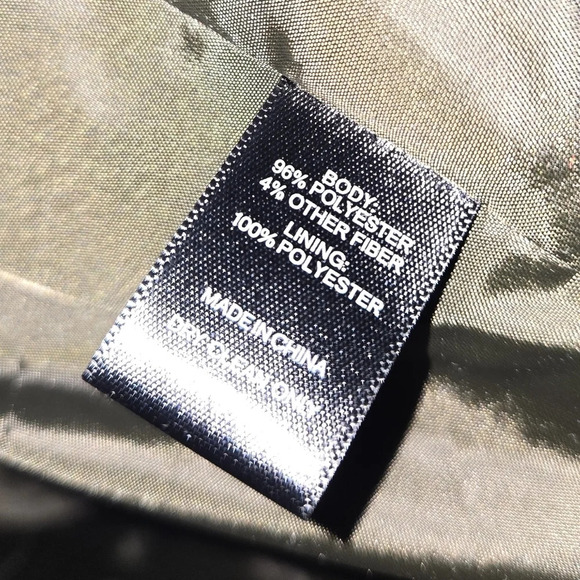 BODY:
96% POLYESTER
4% OTHER FIBER
LINING:
100% POLYESTER
MADE IN CHINA
DRY CLEAN ONLY